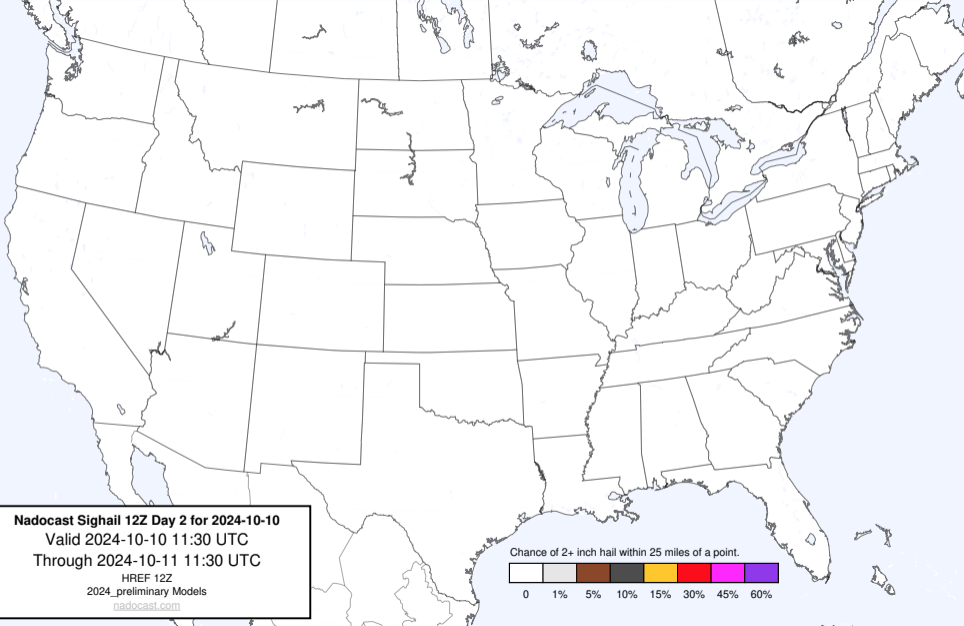 Nadocast Sighail 12Z Day 2 for 2024-10-10
Valid 2024-10-10 11:30 UTC
Through 2024-10-11 11:30 UTC
HREF 12Z
2024_preliminary Models
nadocast.com
Chance of 2+ inch hail within 25 miles of a point.
0 1% 5% 10% 15% 30% 45% 60%